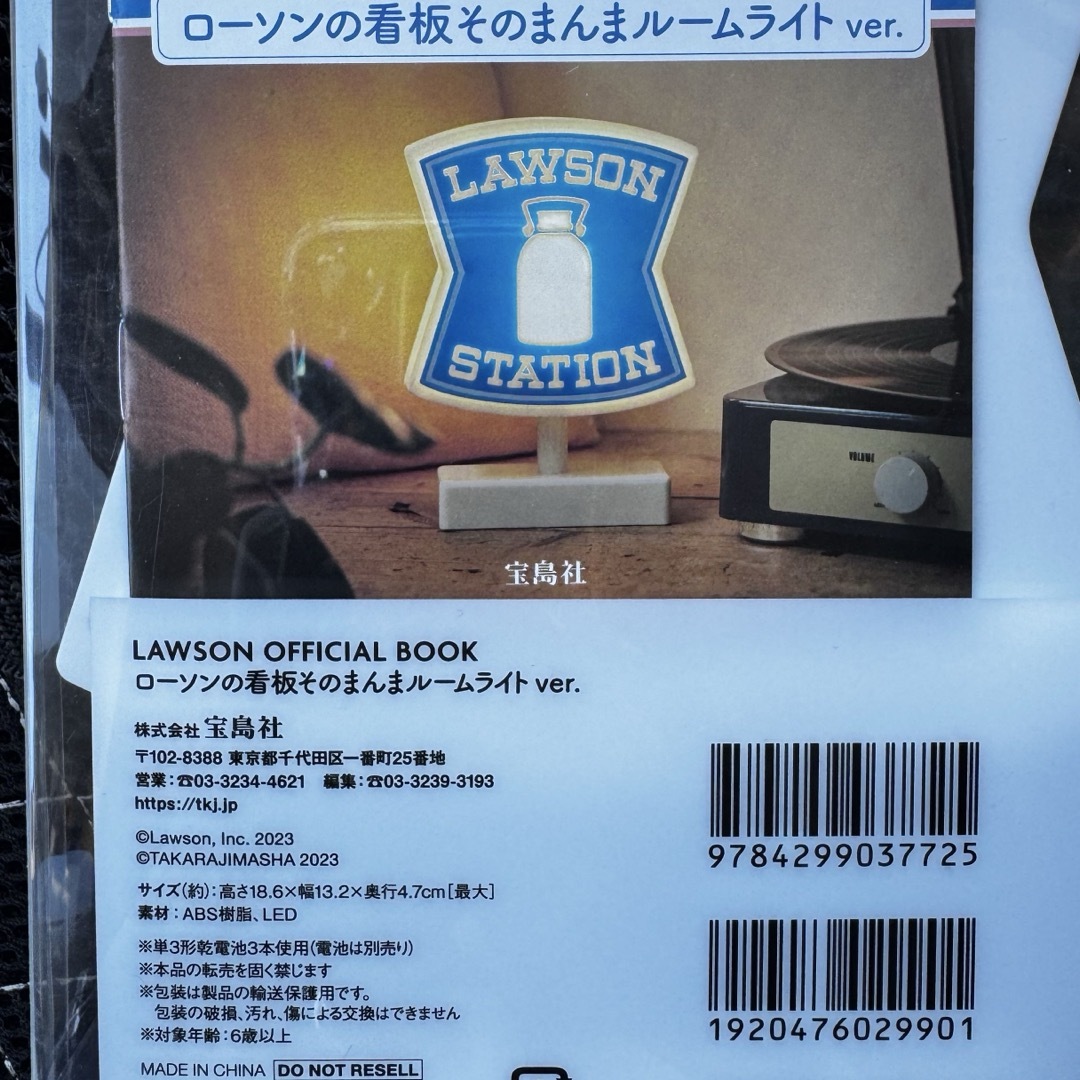 ローソンの看板そのまんまルームライト ver.
LAWSON
STATION
VOLUME
宝島社
LAWSON OFFICIAL BOOK
ローソンの看板そのまんまルームライト ver.
株式会社 宝島社
〒102-8388 東京都千代田区一番町25番地
営業:☎03-3234-4621 編集:☎03-3239-3193
https://tkj.jp
©Lawson, Inc. 2023
©TAKARAJIMASHA 2023
サイズ(約):高さ18.6×幅13.2×奥行4.7cm[最大]
素材:ABS樹脂、LED
※単3形乾電池3本使用(電池は別売り)
※本品の転売を固く禁じます
※包装は製品の輸送保護用です。
包装の破損、汚れ、傷による交換はできません
※対象年齢:6歳以上
MADE IN CHINA DO NOT RESELL
9784299037725
1920476029901